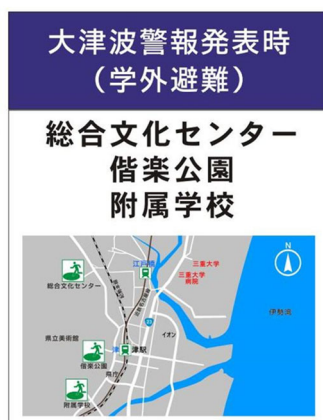 大津波警報発表時
（学外避難）
総合文化センター
偕楽公園
附属学校
N
江戸橋
三重大学
三重大学
病院
総合文化センター
伊勢湾
23
イオン
県立美術館
津駅
偕楽公園
県庁
附属学校